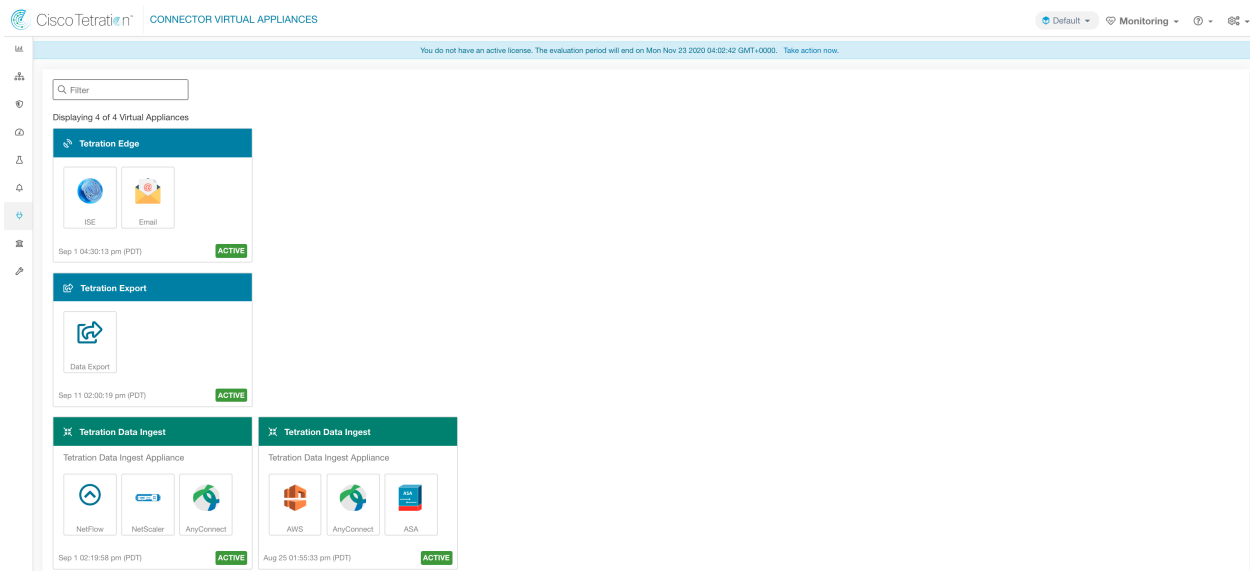 Cisco Tetration™
CONNECTOR VIRTUAL APPLIANCES
Default
Monitoring
You do not have an active license. The evaluation period will end on Mon Nov 23 2020 04:02:42 GMT+0000. Take action now.
Filter
Displaying 4 of 4 Virtual Appliances
Tetration Edge
ISE
Email
Sep 1 04:30:13 pm (PDT)
ACTIVE
Tetration Export
Data Export
Sep 11 02:00:19 pm (PDT)
ACTIVE
Tetration Data Ingest
Tetration Data Ingest Appliance
NetFlow
NetScaler
AnyConnect
Sep 1 02:19:58 pm (PDT)
ACTIVE
Tetration Data Ingest
Tetration Data Ingest Appliance
AWS
AnyConnect
ASA
ASA
Aug 25 01:55:33 pm (PDT)
ACTIVE